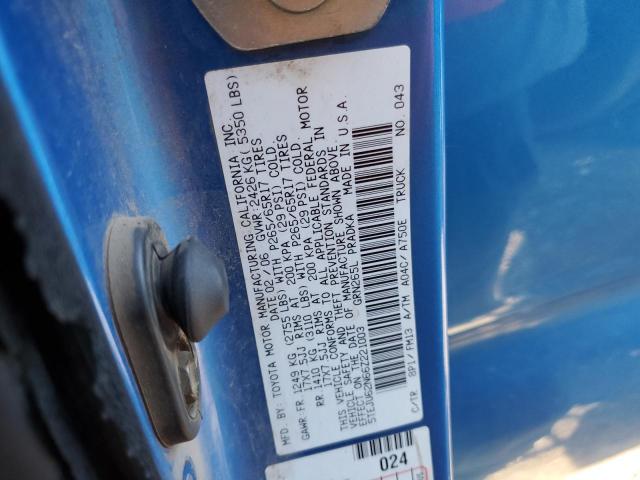 MFD. BY: TOYOTA MOTOR MANUFACTURING CALIFORNIA INC.
DATE: 02/06 GVWR: 2426 KG( 5350 LBS)
GAWR: FR. 1249 KG (2755 LBS) WITH P265/65R17 TIRES
17X7.5JJ RIMS AT 200 KPA (29 PSI) COLD.
RR. 1410 KG (3110 LBS) WITH P265/65R17 TIRES
17X7.5JJ RIMS AT 200 KPA (29 PSI) COLD.
THIS VEHICLE CONFORMS TO ALL APPLICABLE FEDERAL MOTOR
VEHICLE SAFETY AND THEFT PREVENTION STANDARDS IN
EFFECT ON THE DATE OF MANUFACTURE SHOWN ABOVE.
5TEJU62N66Z221003 GRN265L PRADKA MADE IN U.S.A.
C/TR 8P1/FM13 A/TM A04C/A750E TRUCK NO. 043
024